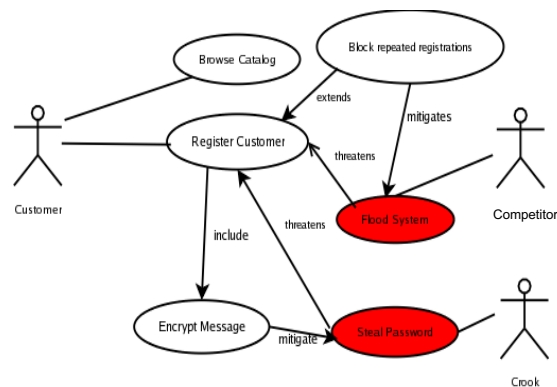 Browse Catalog
Block repeated registrations
extends
mitigates
Register Customer
threatens
Customer
Flood System
Competitor
include
threatens
Encrypt Message
mitigate
Steal Password
Crook